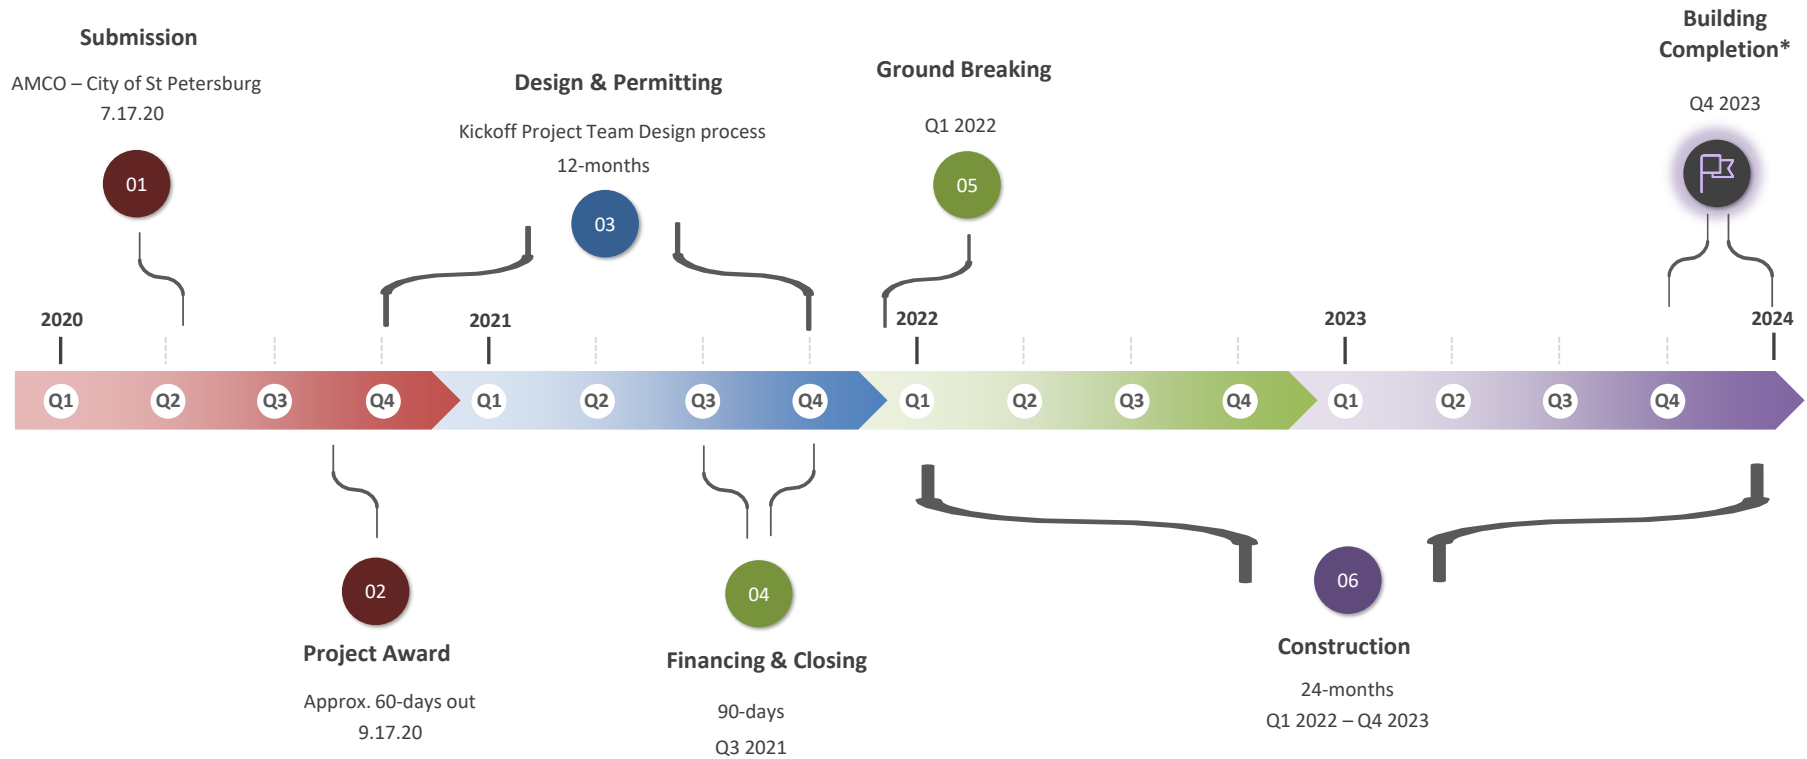 Submission
AMCO – City of St Petersburg
7.17.20
01
Design & Permitting
Kickoff Project Team Design process
12-months
03
Ground Breaking
Q1 2022
05
Building
Completion*
Q4 2023
2020
2021
2022
2023
2024
Q1
Q2
Q3
Q4
Q1
Q2
Q3
Q4
Q1
Q2
Q3
Q4
Q1
Q2
Q3
Q4
02
Project Award
Approx. 60-days out
9.17.20
04
Financing & Closing
90-days
Q3 2021
06
Construction
24-months
Q1 2022 – Q4 2023